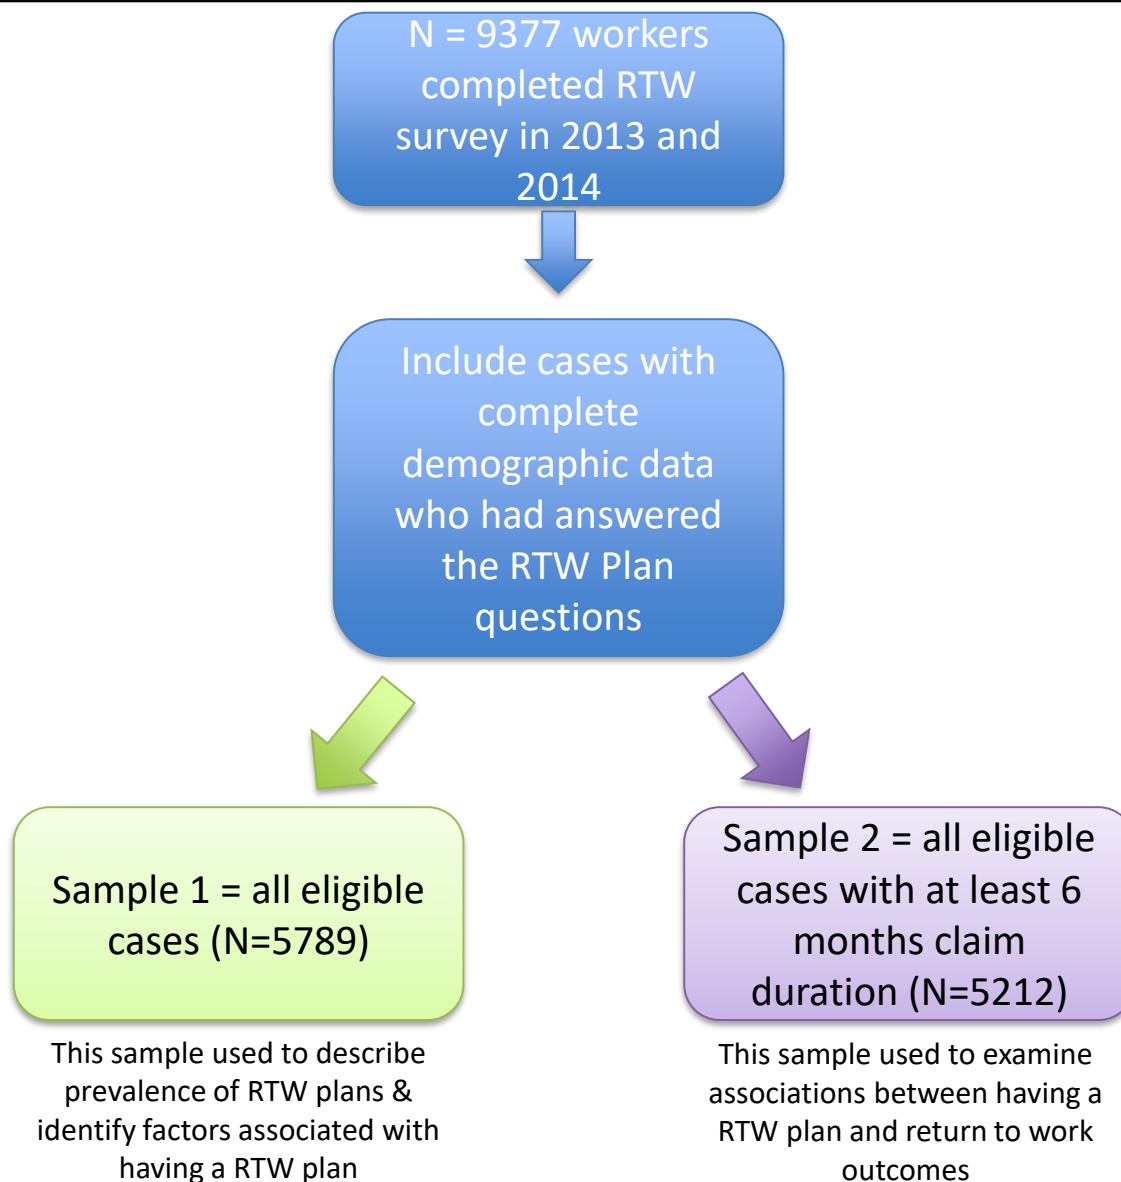 N = 9377 workers
completed RTW
survey in 2013 and
2014
Include cases with
complete
demographic data
who had answered
the RTW Plan
questions
Sample 1 = all eligible
cases (N=5789)
Sample 2 = all eligible
cases with at least 6
months claim
duration (N=5212)
This sample used to describe
prevalence of RTW plans &
identify factors associated with
having a RTW plan
This sample used to examine
associations between having a
RTW plan and return to work
outcomes